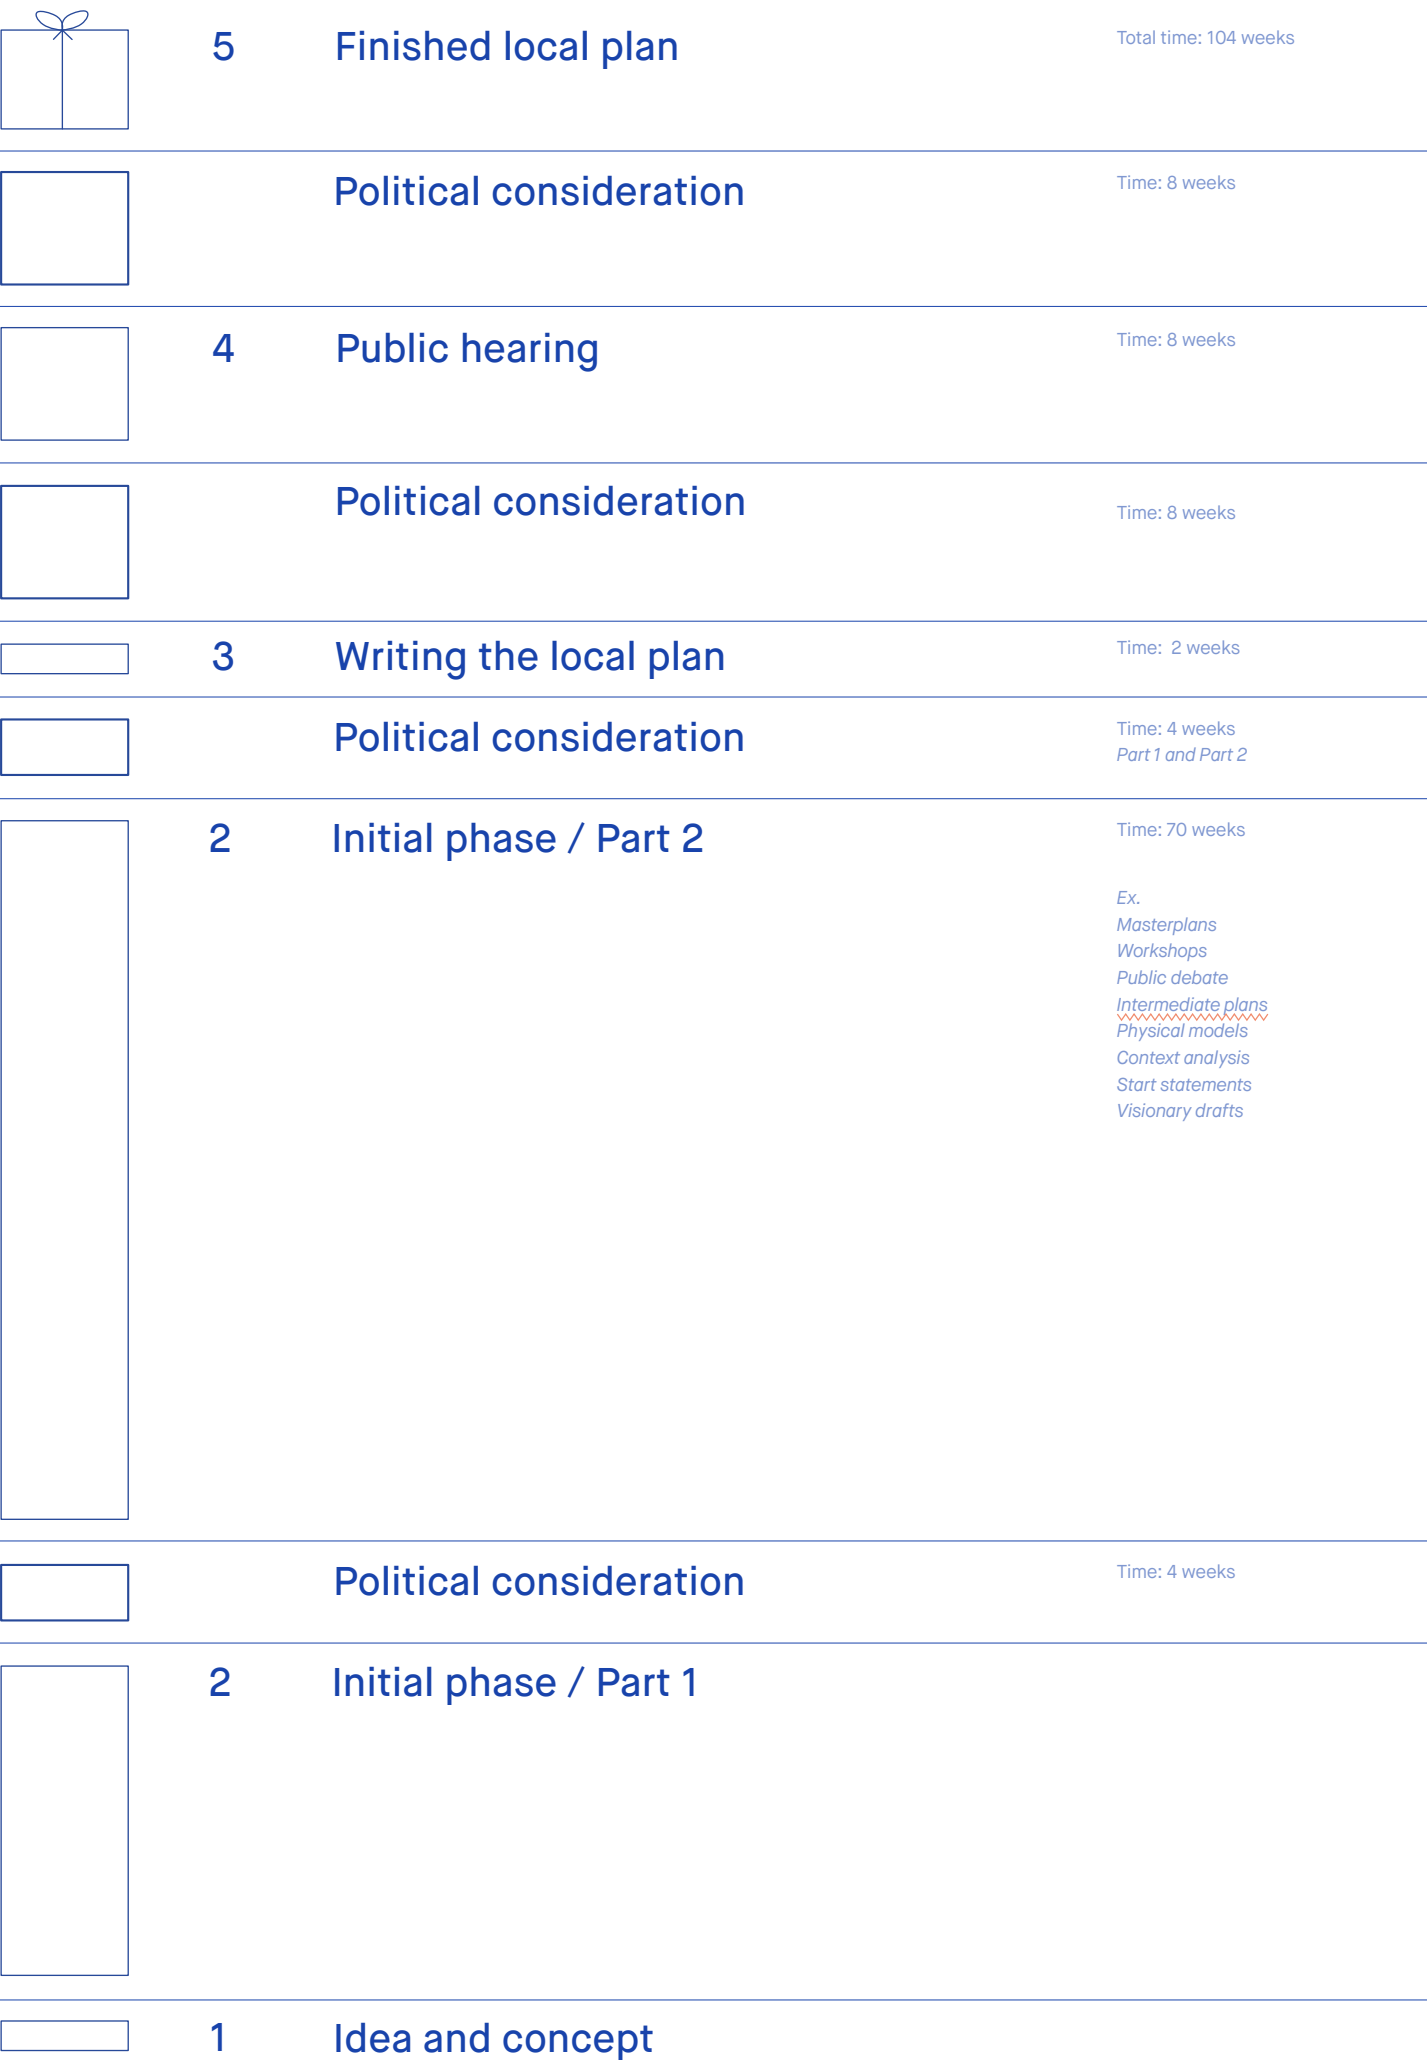 5 Finished local plan Total time: 104 weeks
Political consideration Time: 8 weeks
4 Public hearing Time: 8 weeks
Political consideration Time: 8 weeks
3 Writing the local plan Time: 2 weeks
Political consideration Time: 4 weeks
Part 1 and Part 2
2 Initial phase / Part 2 Time: 70 weeks
Ex.
Masterplans
Workshops
Public debate
Intermediate plans
Physical models
Context analysis
Start statements
Visionary drafts
Political consideration Time: 4 weeks
2 Initial phase / Part 1
1 Idea and concept